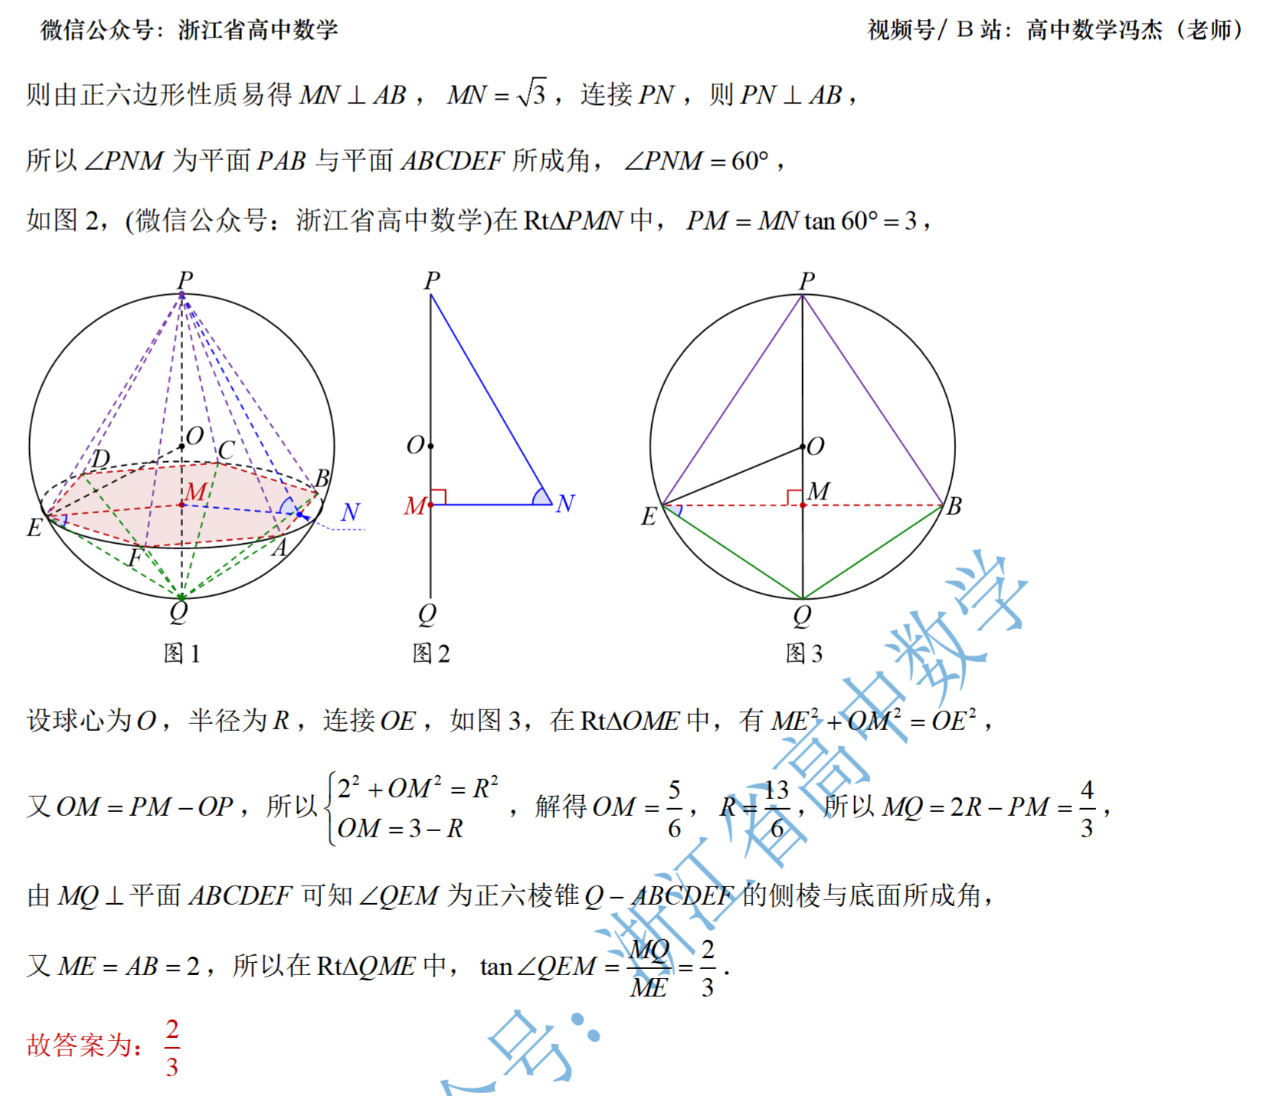 微信公众号：浙江省高中数学 视频号/ B 站：高中数学冯杰（老师）
则由正六边形性质易得 MN ⊥ AB ， MN = √3 ，连接 PN ，则 PN ⊥ AB ，
所以 ∠PNM 为平面 PAB 与平面 ABCDEF 所成角， ∠PNM = 60° ，
如图 2，(微信公众号：浙江省高中数学)在 RtΔPMN 中， PM = MN tan 60° = 3 ，
P
O
C
D
B
M
N
E
F
A
Q
图 1
P
O
M
N
Q
图 2
P
O
M
E
B
Q
图 3
设球心为 O ，半径为 R ，连接 OE ，如图 3，在 RtΔOME 中，有 ME² + OM² = OE² ，
又 OM = PM − OP ，所以 { 2² + OM² = R² ; OM = 3 − R ，解得 OM = 5/6 ， R = 13/6 ，所以 MQ = 2R − PM = 4/3 ，
由 MQ ⊥ 平面 ABCDEF 可知 ∠QEM 为正六棱锥 Q − ABCDEF 的侧棱与底面所成角，
又 ME = AB = 2 ，所以在 RtΔQME 中， tan ∠QEM = MQ/ME = 2/3 ．
故答案为： 2/3
众号：浙江省高中数学